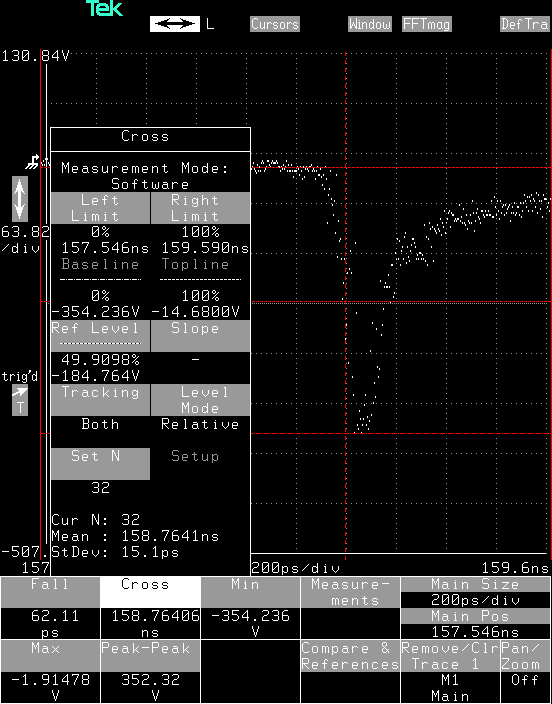 Tek
L
Cursors
Window
FFTmag
DefTra
130.84V
Cross
Measurement Mode:
Software
Left Limit
Right Limit
0%
100%
157.546ns
159.590ns
Baseline
Topline
0%
100%
-354.236V
-14.6800V
Ref Level
Slope
49.9098%
-
-184.764V
Tracking
Level Mode
Both
Relative
Set N
Setup
32
Cur N: 32
Mean : 158.7641ns
StDev: 15.1ps
63.82
/div
trig'd
T
-507.
157
200ps/div
159.6ns
Fall
Cross
Min
Measure-
ments
Main Size
200ps/div
62.11
ps
158.76406
ns
-354.236
V
Main Pos
157.546ns
Max
Peak-Peak
Compare &
References
Remove/Clr
Trace 1
Pan/
Zoom
-1.91478
V
352.32
V
M1
Main
Off